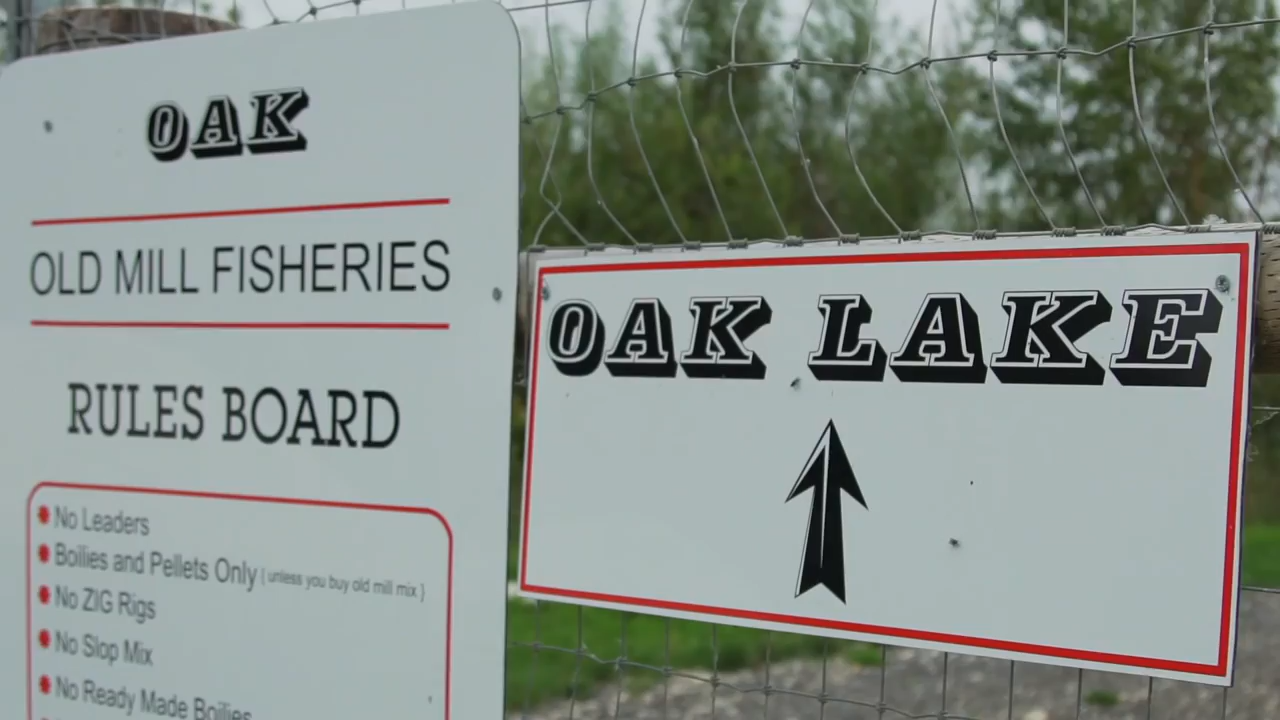 OAK
OLD MILL FISHERIES
RULES BOARD
No Leaders
Boilies and Pellets Only ( unless you buy old mill mix )
No ZIG Rigs
No Slop Mix
No Ready Made Boilies
OAK LAKE